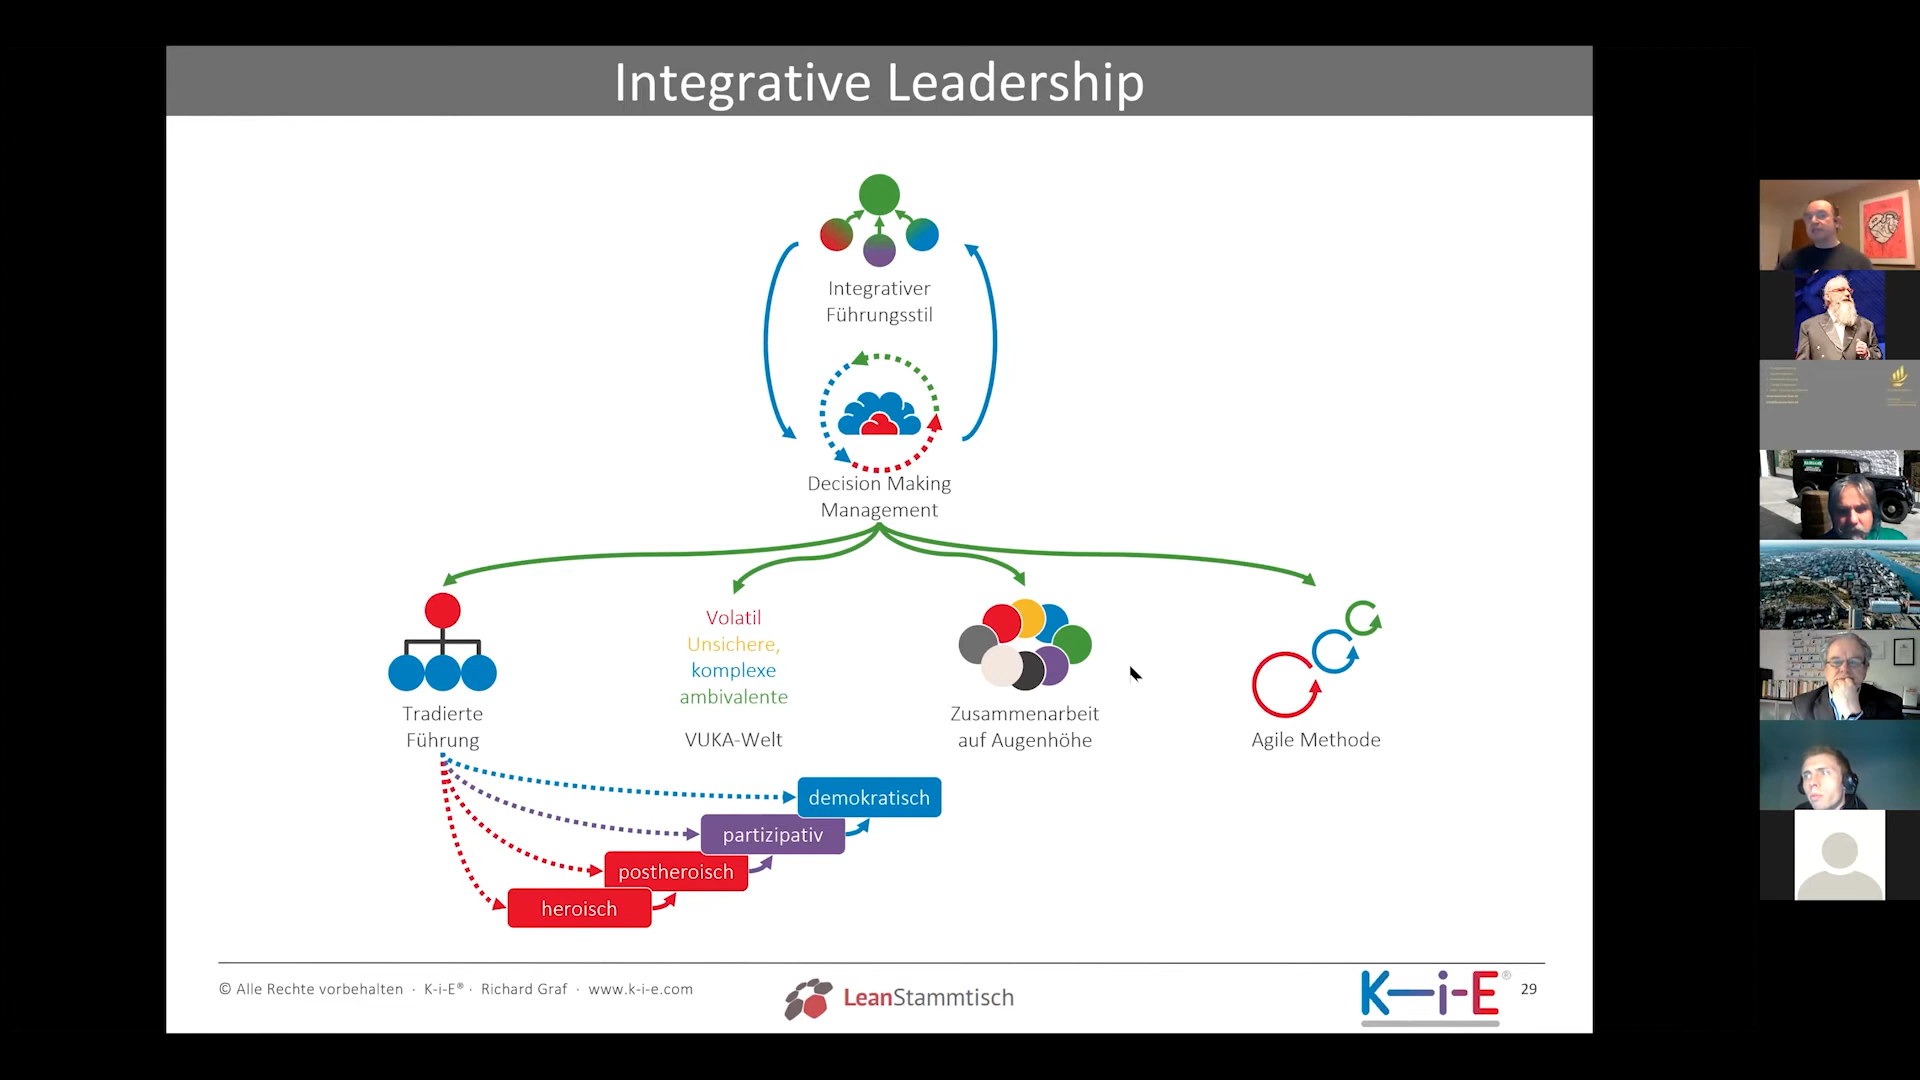 Integrative Leadership
Integrativer
Führungsstil
Decision Making
Management
Tradierte
Führung
Volatil
Unsichere,
komplexe
ambivalente
VUKA-Welt
Zusammenarbeit
auf Augenhöhe
Agile Methode
demokratisch
partizipativ
postheroisch
heroisch
© Alle Rechte vorbehalten · K-i-E® · Richard Graf · www.k-i-e.com
LeanStammtisch
K-i-E®
29